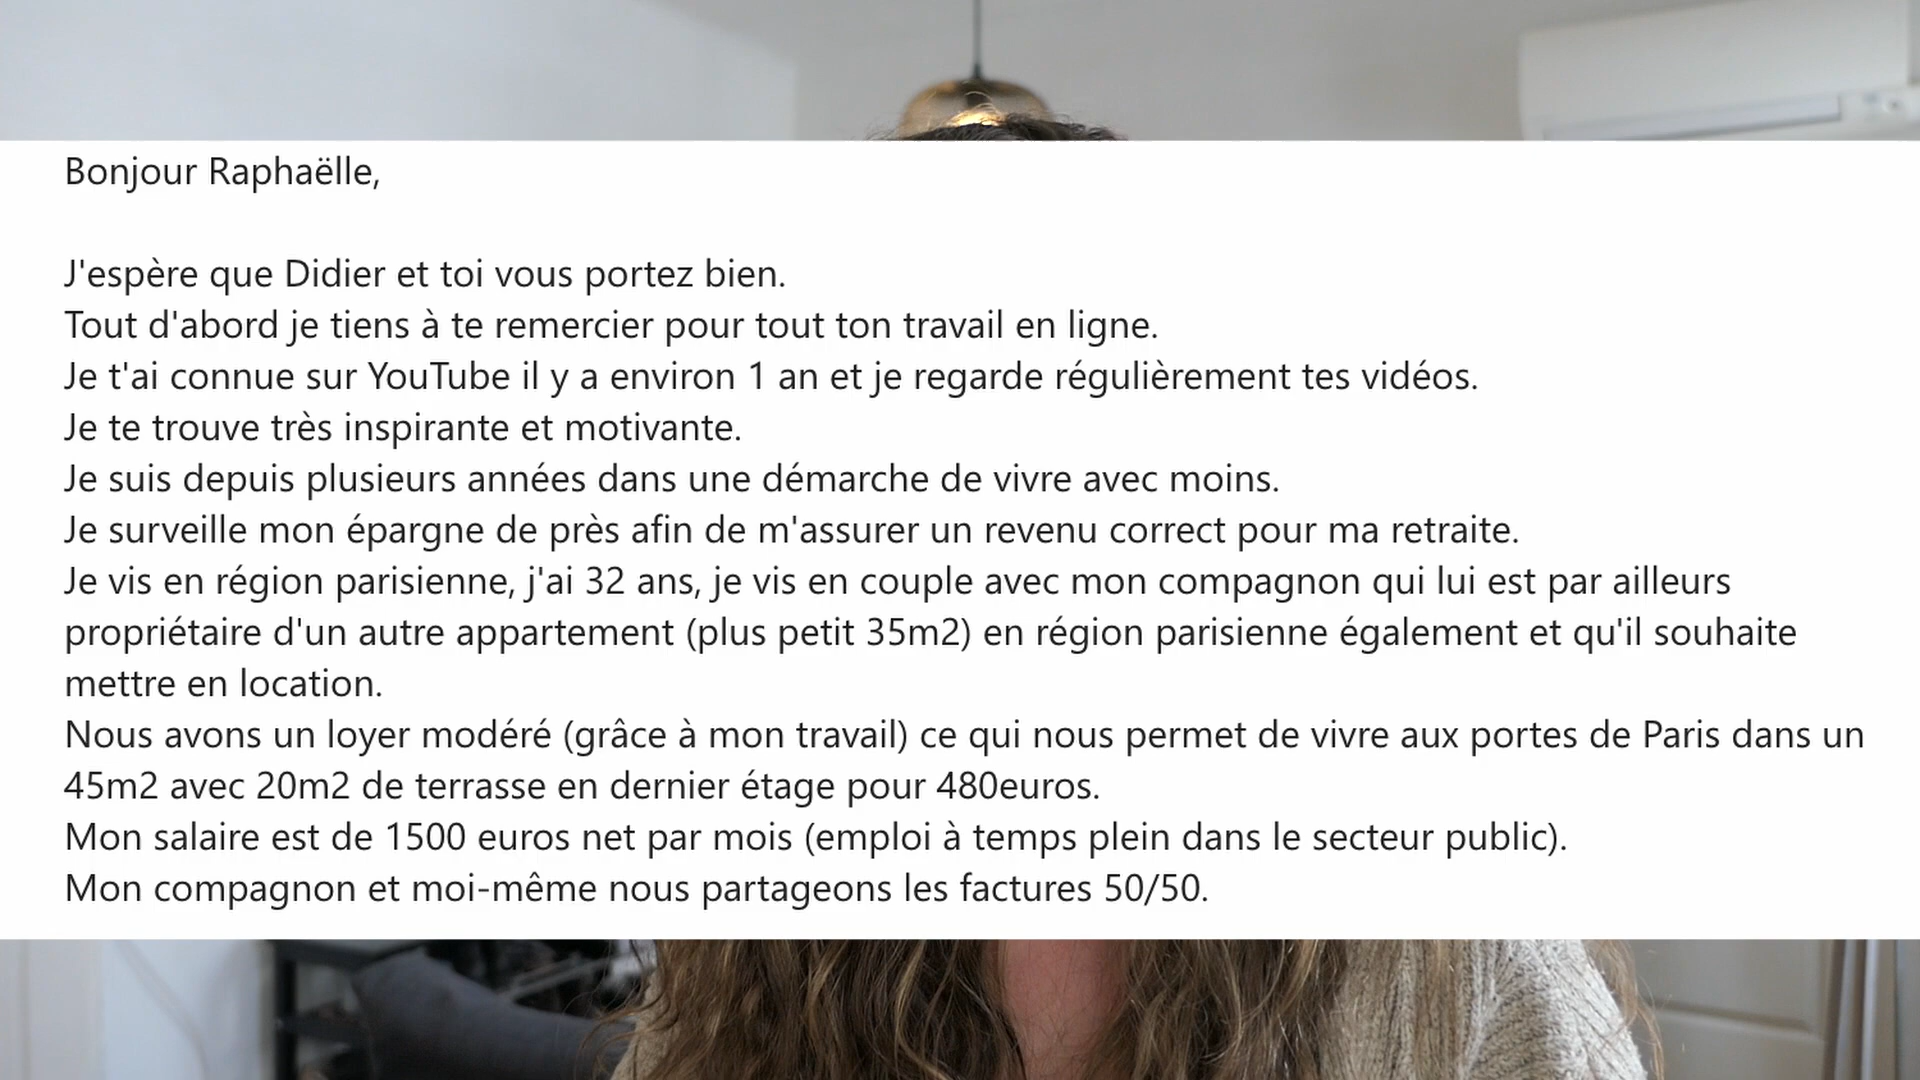 Bonjour Raphaëlle,
J'espère que Didier et toi vous portez bien.
Tout d'abord je tiens à te remercier pour tout ton travail en ligne.
Je t'ai connue sur YouTube il y a environ 1 an et je regarde régulièrement tes vidéos.
Je te trouve très inspirante et motivante.
Je suis depuis plusieurs années dans une démarche de vivre avec moins.
Je surveille mon épargne de près afin de m'assurer un revenu correct pour ma retraite.
Je vis en région parisienne, j'ai 32 ans, je vis en couple avec mon compagnon qui lui est par ailleurs
propriétaire d'un autre appartement (plus petit 35m2) en région parisienne également et qu'il souhaite
mettre en location.
Nous avons un loyer modéré (grâce à mon travail) ce qui nous permet de vivre aux portes de Paris dans un
45m2 avec 20m2 de terrasse en dernier étage pour 480euros.
Mon salaire est de 1500 euros net par mois (emploi à temps plein dans le secteur public).
Mon compagnon et moi-même nous partageons les factures 50/50.